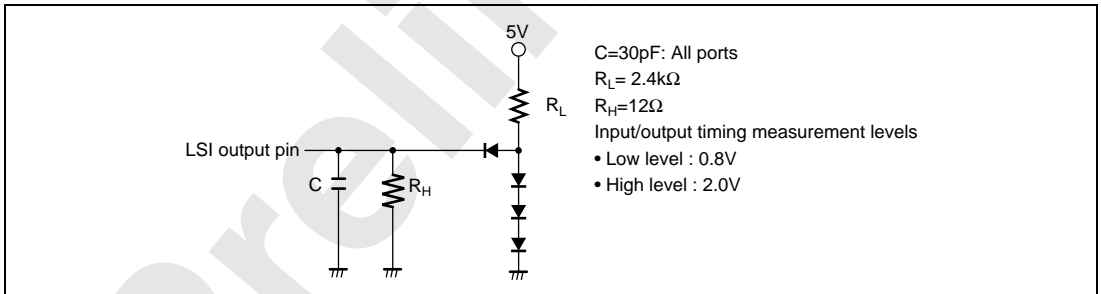 5V
C=30pF: All ports
RL= 2.4kΩ
RL
RH=12Ω
Input/output timing measurement levels
LSI output pin
• Low level : 0.8V
C
RH
• High level : 2.0V
Prelim